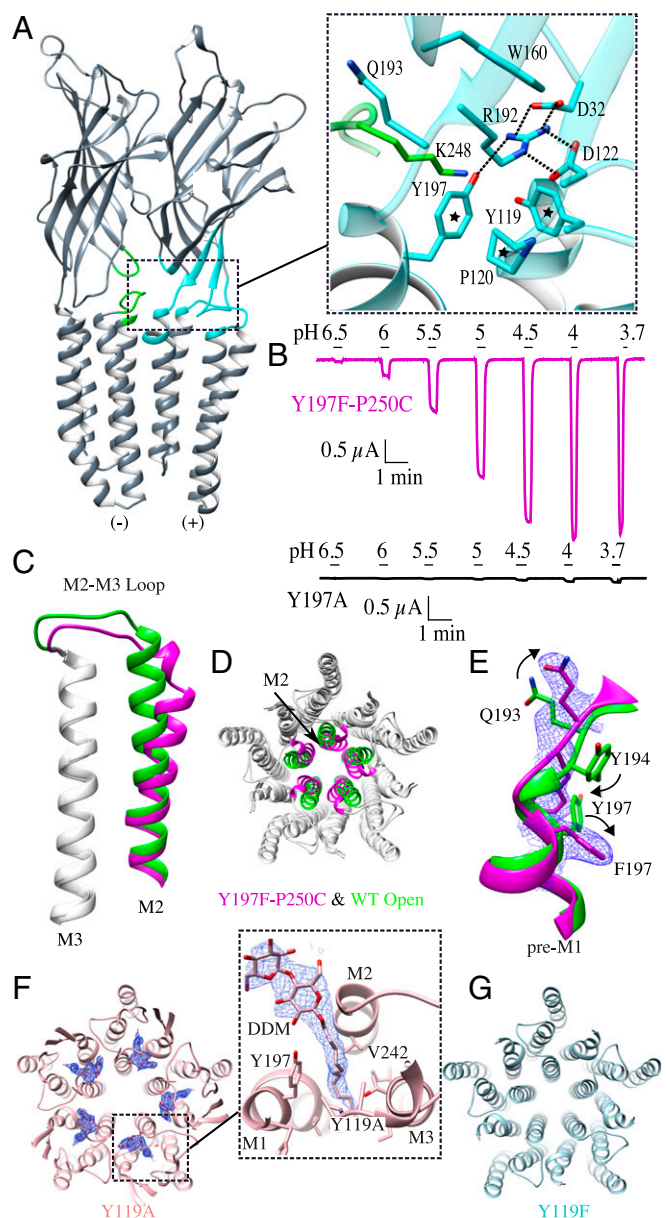 A
Q193
W160
R192
D32
K248
D122
Y197
Y119
P120
(-) (+)
B
pH 6.5 6 5.5 5 4.5 4 3.7
Y197F-P250C
0.5 µA
1 min
pH 6.5 6 5.5 5 4.5 4 3.7
Y197A
0.5 µA
1 min
C
M2-M3 Loop
M3
M2
D
M2
Y197F-P250C & WT Open
E
Q193
Y194
Y197
F197
pre-M1
F
Y119A
DDM
M2
Y197
V242
Y119A
M1
M3
G
Y119F